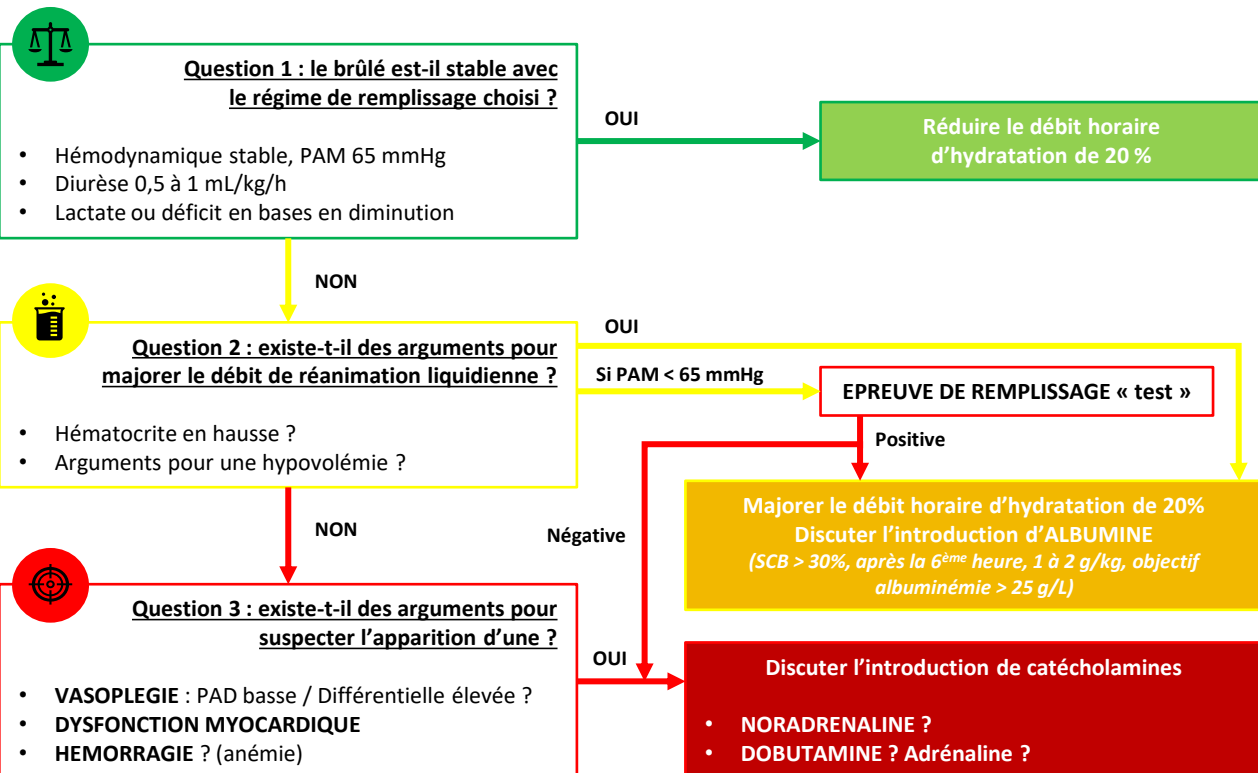 Question 1 : le brûlé est-il stable avec
le régime de remplissage choisi ?
• Hémodynamique stable, PAM 65 mmHg
• Diurèse 0,5 à 1 mL/kg/h
• Lactate ou déficit en bases en diminution
OUI
Réduire le débit horaire
d'hydratation de 20 %
NON
Question 2 : existe-t-il des arguments pour
majorer le débit de réanimation liquidienne ?
• Hématocrite en hausse ?
• Arguments pour une hypovolémie ?
OUI
Si PAM < 65 mmHg
EPREUVE DE REMPLISSAGE « test »
Positive
Négative
Majorer le débit horaire d'hydratation de 20%
Discuter l'introduction d'ALBUMINE
(SCB > 30%, après la 6ème heure, 1 à 2 g/kg, objectif
albuminémie > 25 g/L)
NON
Question 3 : existe-t-il des arguments pour
suspecter l'apparition d'une ?
• VASOPLEGIE : PAD basse / Différentielle élevée ?
• DYSFONCTION MYOCARDIQUE
• HEMORRAGIE ? (anémie)
OUI
Discuter l'introduction de catécholamines
• NORADRENALINE ?
• DOBUTAMINE ? Adrénaline ?